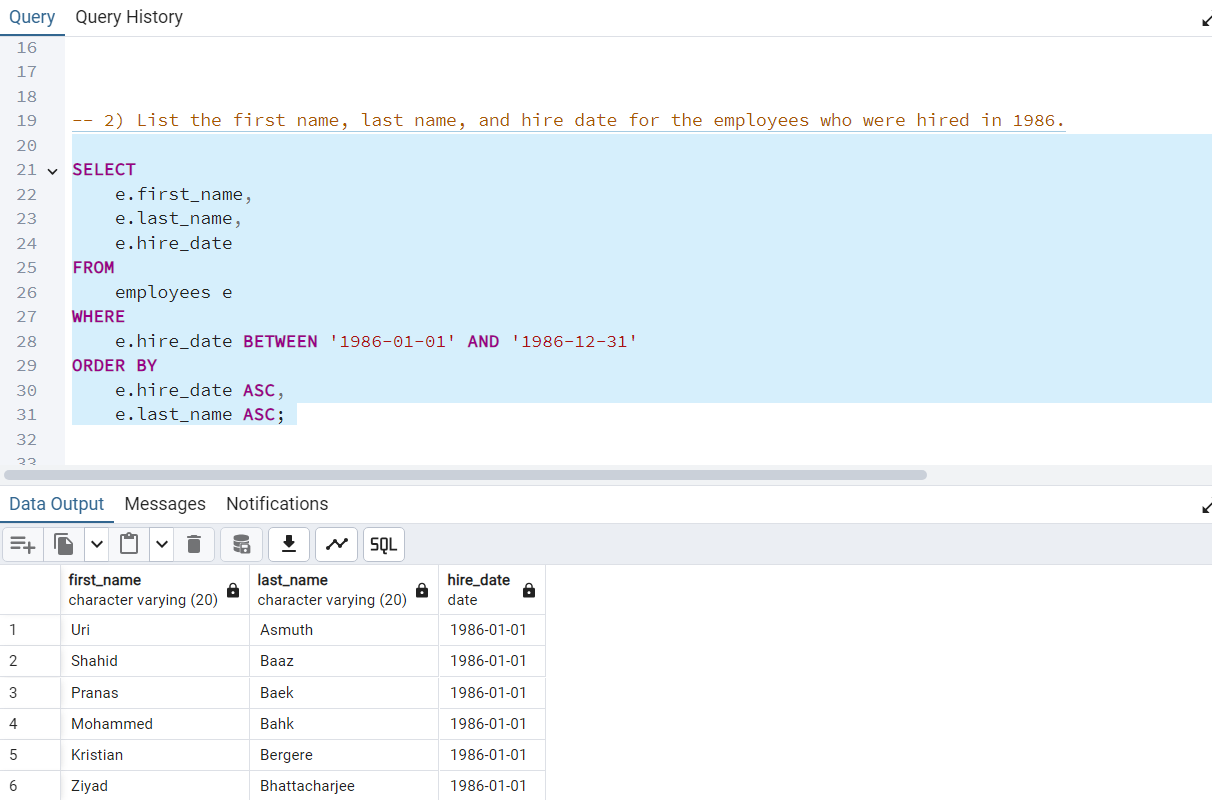 Query Query History
16
17
18
19 -- 2) List the first name, last name, and hire date for the employees who were hired in 1986.
20
21 SELECT
22 e.first_name,
23 e.last_name,
24 e.hire_date
25 FROM
26 employees e
27 WHERE
28 e.hire_date BETWEEN '1986-01-01' AND '1986-12-31'
29 ORDER BY
30 e.hire_date ASC,
31 e.last_name ASC;
32
33
Data Output Messages Notifications
SQL
first_name last_name hire_date
character varying (20) character varying (20) date
1 Uri Asmuth 1986-01-01
2 Shahid Baaz 1986-01-01
3 Pranas Baek 1986-01-01
4 Mohammed Bahk 1986-01-01
5 Kristian Bergere 1986-01-01
6 Ziyad Bhattacharjee 1986-01-01